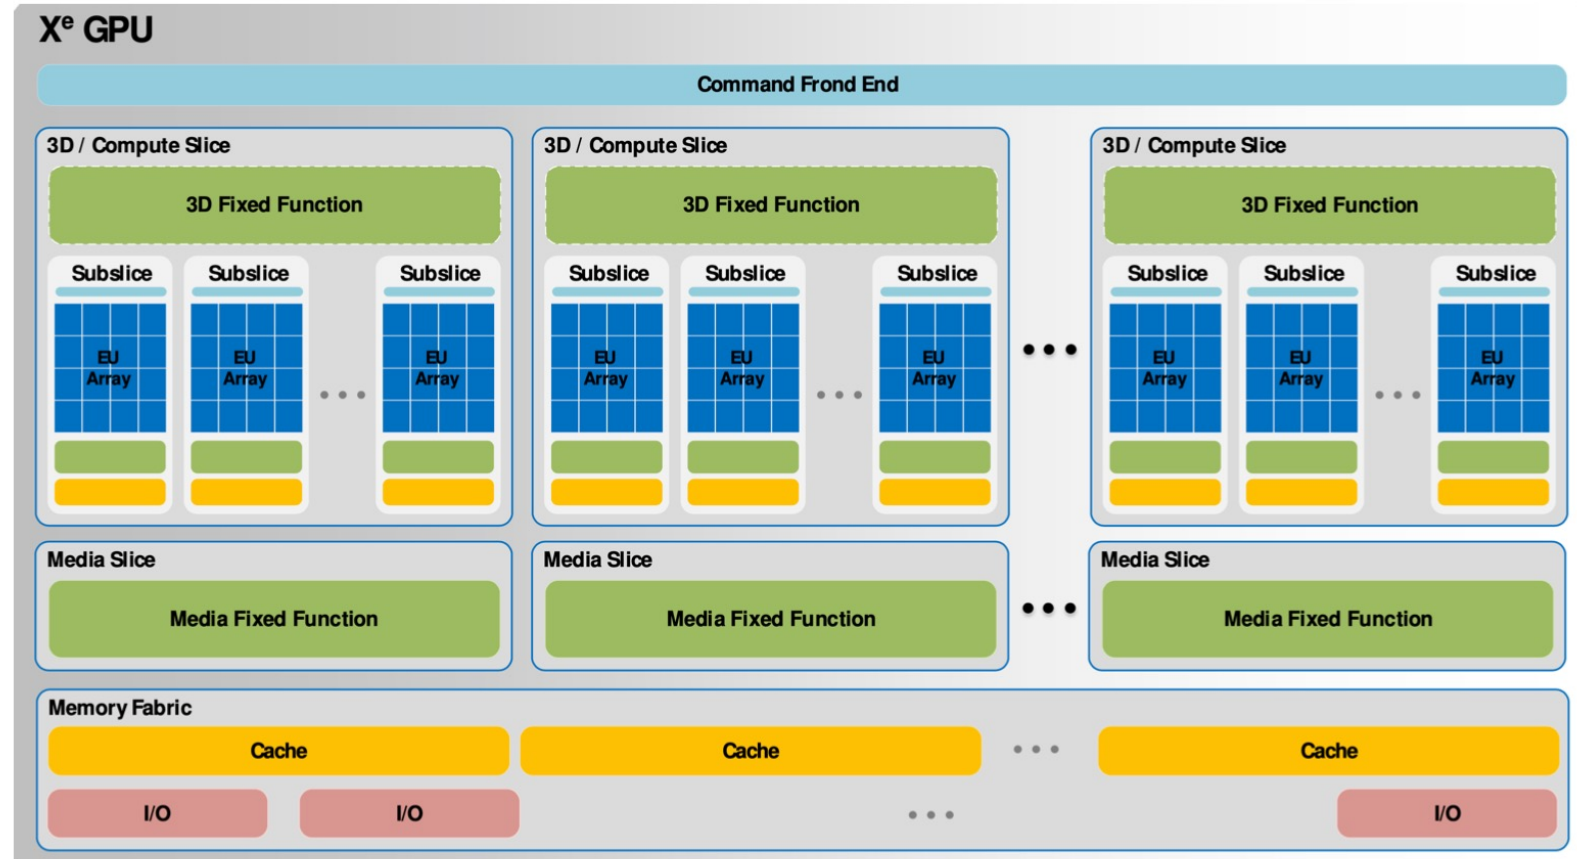 Xe GPU
Command Frond End
3D / Compute Slice
3D / Compute Slice
3D / Compute Slice
3D Fixed Function
3D Fixed Function
3D Fixed Function
Subslice
Subslice
Subslice
Subslice
Subslice
Subslice
Subslice
Subslice
Subslice
EU
Array
EU
Array
EU
Array
EU
Array
EU
Array
EU
Array
EU
Array
EU
Array
EU
Array
Media Slice
Media Slice
Media Slice
Media Fixed Function
Media Fixed Function
Media Fixed Function
Memory Fabric
Cache
Cache
Cache
I/O
I/O
I/O